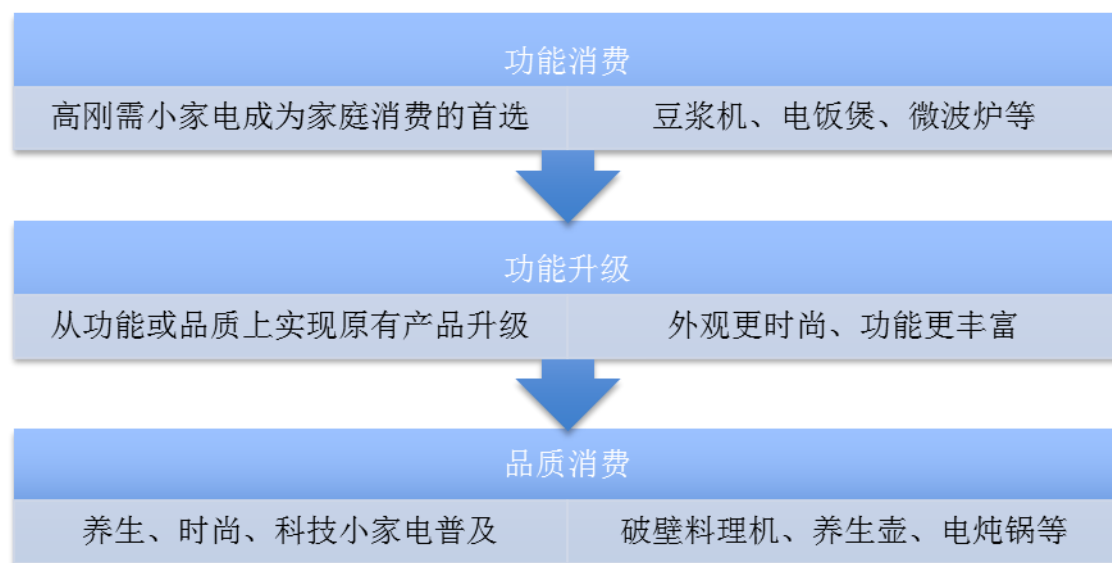 功能消费
高刚需小家电成为家庭消费的首选 豆浆机、电饭煲、微波炉等
功能升级
从功能或品质上实现原有产品升级 外观更时尚、功能更丰富
品质消费
养生、时尚、科技小家电普及 破壁料理机、养生壶、电炖锅等